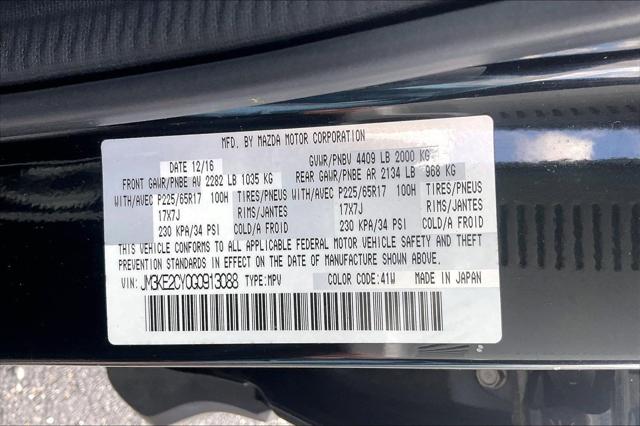 MFD. BY MAZDA MOTOR CORPORATION
DATE 12/16 GVWR/PNBV 4409 LB 2000 KG
FRONT GAWR/PNBE AV 2282 LB 1035 KG REAR GAWR/PNBE AR 2134 LB 968 KG
WITH/AVEC P225/65R17 100H TIRES/PNEUS WITH/AVEC P225/65R17 100H TIRES/PNEUS
17X7J RIMS/JANTES 17X7J RIMS/JANTES
230 KPA/34 PSI COLD/A FROID 230 KPA/34 PSI COLD/A FROID
THIS VEHICLE CONFORMS TO ALL APPLICABLE FEDERAL MOTOR VEHICLE SAFETY AND THEFT
PREVENTION STANDARDS IN EFFECT ON THE DATE OF MANUFACTURE SHOWN ABOVE.
VIN: JM3KE2CY0G0913088 TYPE:MPV COLOR CODE:41W MADE IN JAPAN